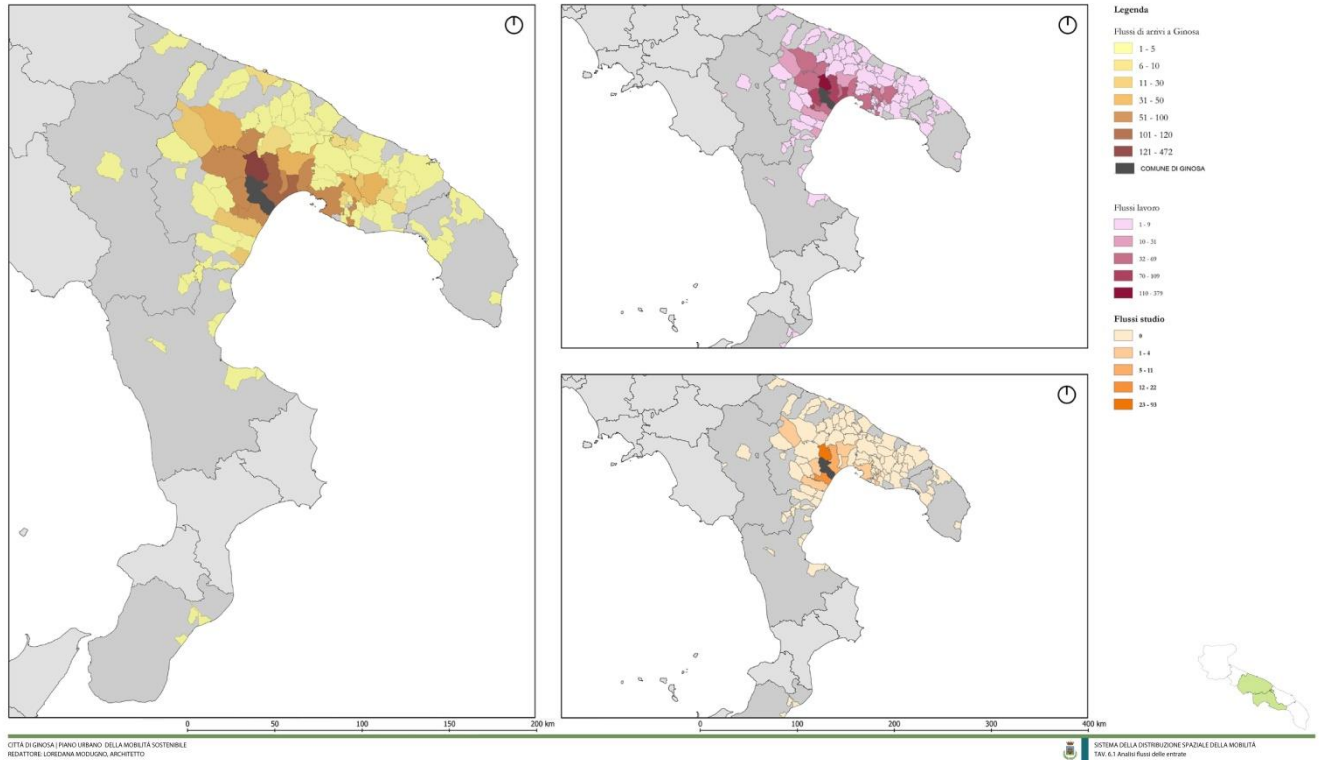 Legenda
Flussi di arrivi a Ginosa
1 - 5
6 - 10
11 - 30
31 - 50
51 - 100
101 - 120
121 - 472
COMUNE DI GINOSA
Flussi lavoro
1 - 9
10 - 31
32 - 69
70 - 109
110 - 379
Flussi studio
0
1 - 4
5 - 11
12 - 22
23 - 93
0 50 100 150 200 km
0 100 200 300 400 km
CITTÀ DI GINOSA | PIANO URBANO DELLA MOBILITÀ SOSTENIBILE
REDATTORE: LOREDANA MODUGNO, ARCHITETTO
SISTEMA DELLA DISTRIBUZIONE SPAZIALE DELLA MOBILITÀ
TAV. 6.1 Analisi flussi delle entrate